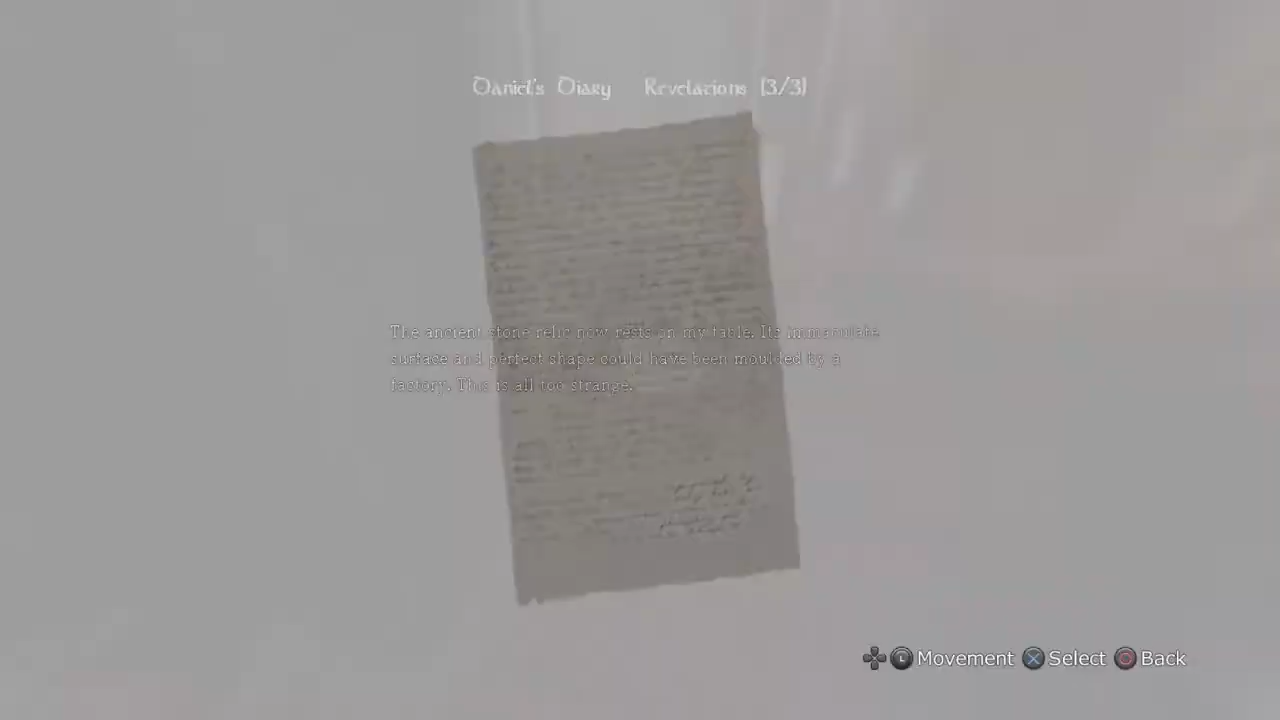 Daniel's Diary Revelations (3/3)
The ancient stone relic now rests on my table. Its immaculate
surface and perfect shape could have been moulded by a
factory. This is all too strange.
Movement Select Back